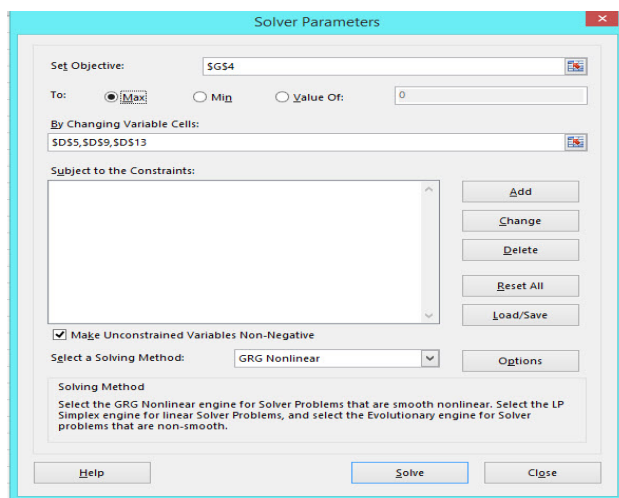 Solver Parameters
Set Objective: $G$4
To: Max Min Value Of: 0
By Changing Variable Cells:
$D$5,$D$9,$D$13
Subject to the Constraints:
Add
Change
Delete
Reset All
Load/Save
Make Unconstrained Variables Non-Negative
Select a Solving Method: GRG Nonlinear Options
Solving Method
Select the GRG Nonlinear engine for Solver Problems that are smooth nonlinear. Select the LP
Simplex engine for linear Solver Problems, and select the Evolutionary engine for Solver
problems that are non-smooth.
Help Solve Close